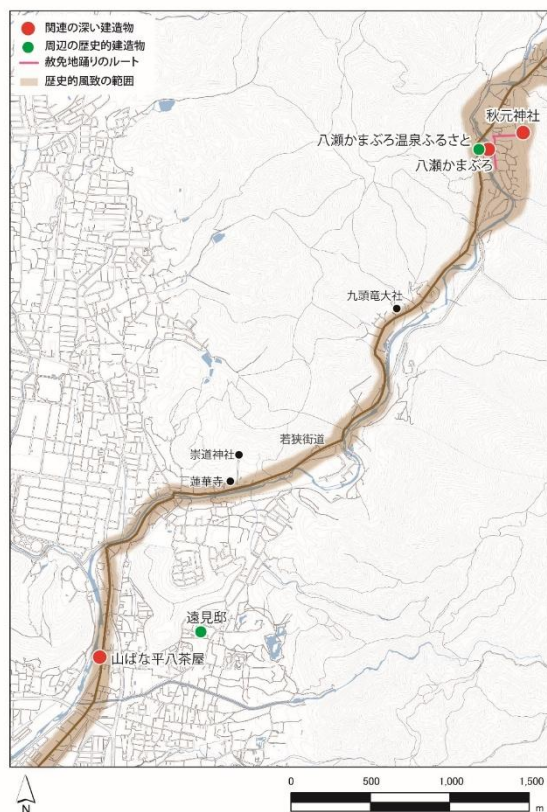 関連の深い建造物
周辺の歴史的建造物
赦免地踊りのルート
歴史的風致の範囲
秋元神社
八瀬かまぶろ温泉ふるさと
八瀬かまぶろ
九頭竜大社
若狭街道
崇道神社
蓮華寺
遠見邸
山ばな平八茶屋
N
0 500 1,000 1,500
m